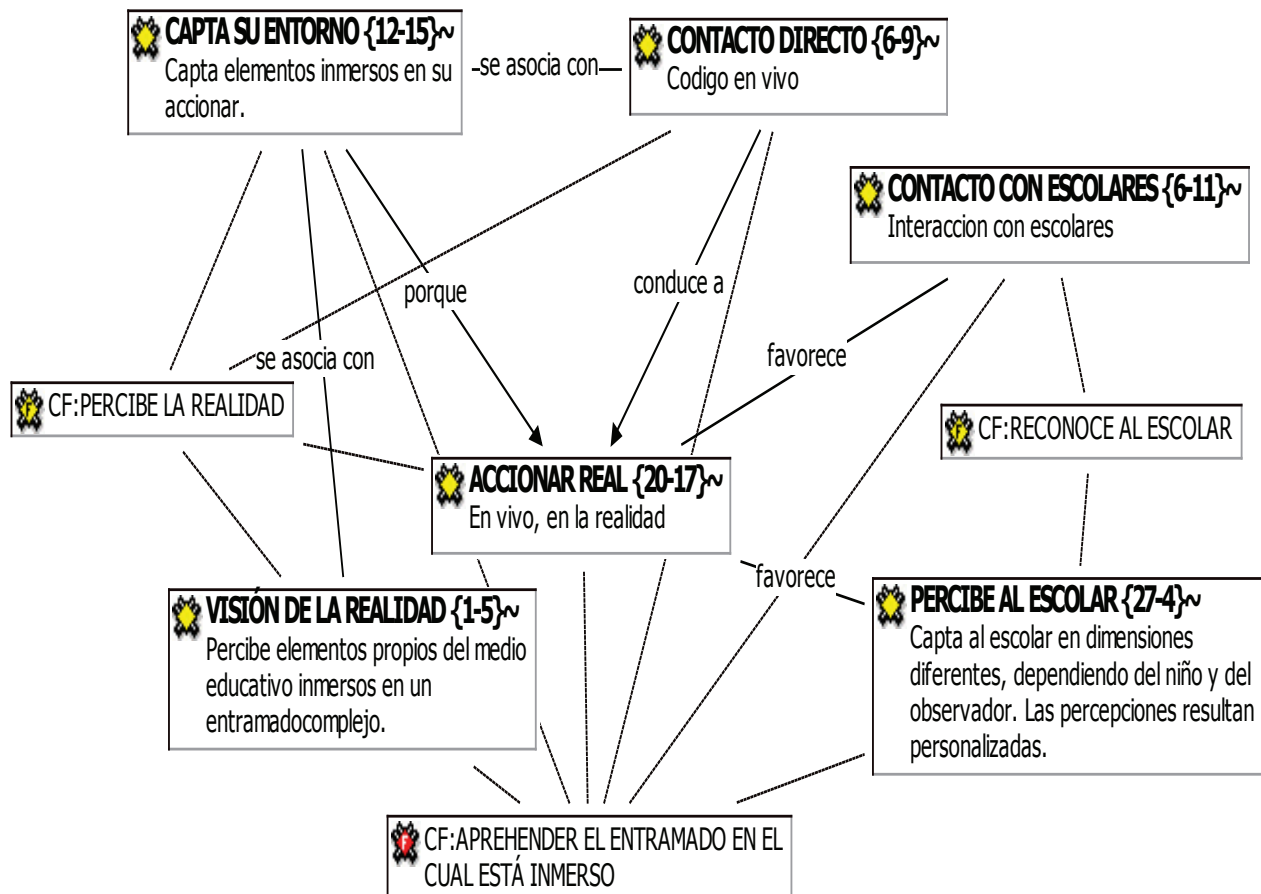 CAPTA SU ENTORNO {12-15}~
Capta elementos inmersos en su
accionar.
se asocia con
CONTACTO DIRECTO {6-9}~
Codigo en vivo
CONTACTO CON ESCOLARES {6-11}~
Interaccion con escolares
porque
conduce a
favorece
se asocia con
CF:PERCIBE LA REALIDAD
CF:RECONOCE AL ESCOLAR
ACCIONAR REAL {20-17}~
En vivo, en la realidad
favorece
VISIÓN DE LA REALIDAD {1-5}~
Percibe elementos propios del medio
educativo inmersos en un
entramadocomplejo.
PERCIBE AL ESCOLAR {27-4}~
Capta al escolar en dimensiones
diferentes, dependiendo del niño y del
observador. Las percepciones resultan
personalizadas.
CF:APREHENDER EL ENTRAMADO EN EL
CUAL ESTÁ INMERSO